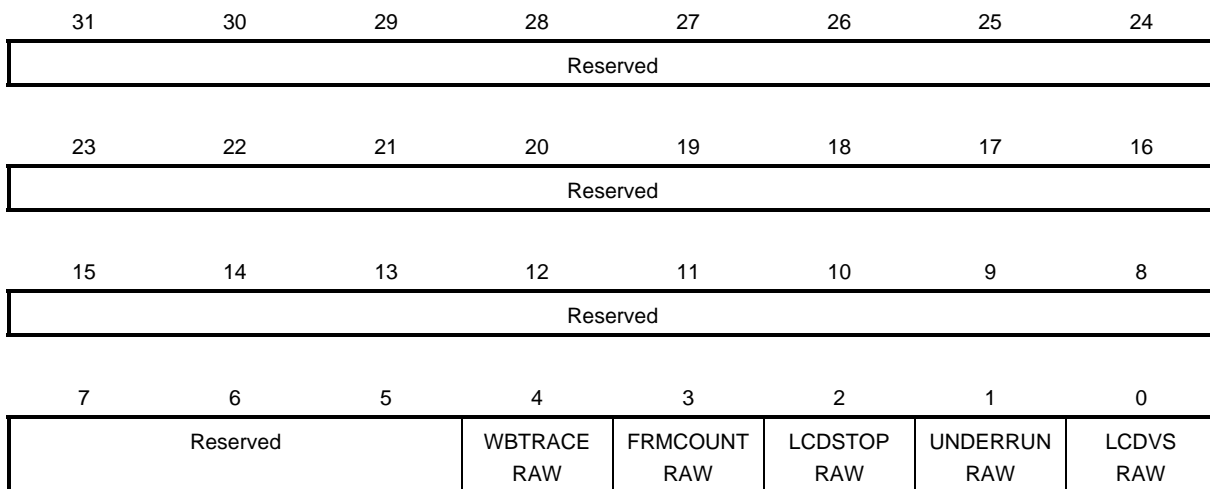 31 30 29 28 27 26 25 24
Reserved
23 22 21 20 19 18 17 16
Reserved
15 14 13 12 11 10 9 8
Reserved
7 6 5 4 3 2 1 0
Reserved WBTRACE FRMCOUNT LCDSTOP UNDERRUN LCDVS
RAW RAW RAW RAW RAW